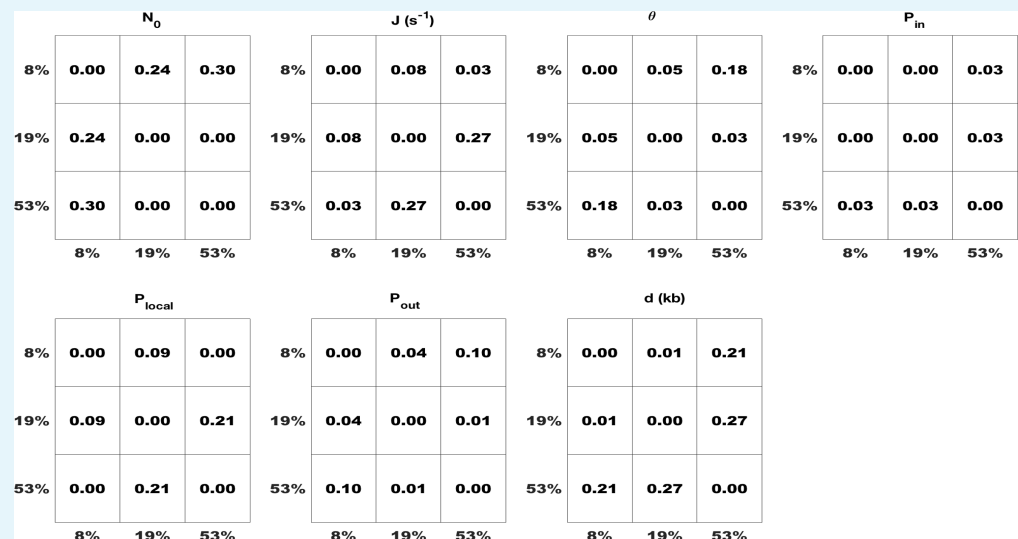 N0 J (s-1) θ Pin
8% 0.00 0.24 0.30 8% 0.00 0.08 0.03 8% 0.00 0.05 0.18 8% 0.00 0.00 0.03
19% 0.24 0.00 0.00 19% 0.08 0.00 0.27 19% 0.05 0.00 0.03 19% 0.00 0.00 0.03
53% 0.30 0.00 0.00 53% 0.03 0.27 0.00 53% 0.18 0.03 0.00 53% 0.03 0.03 0.00
8% 19% 53% 8% 19% 53% 8% 19% 53% 8% 19% 53%
Plocal Pout d (kb)
8% 0.00 0.09 0.00 8% 0.00 0.04 0.10 8% 0.00 0.01 0.21
19% 0.09 0.00 0.21 19% 0.04 0.00 0.01 19% 0.01 0.00 0.27
53% 0.00 0.21 0.00 53% 0.10 0.01 0.00 53% 0.21 0.27 0.00
8% 19% 53% 8% 19% 53% 8% 19% 53%